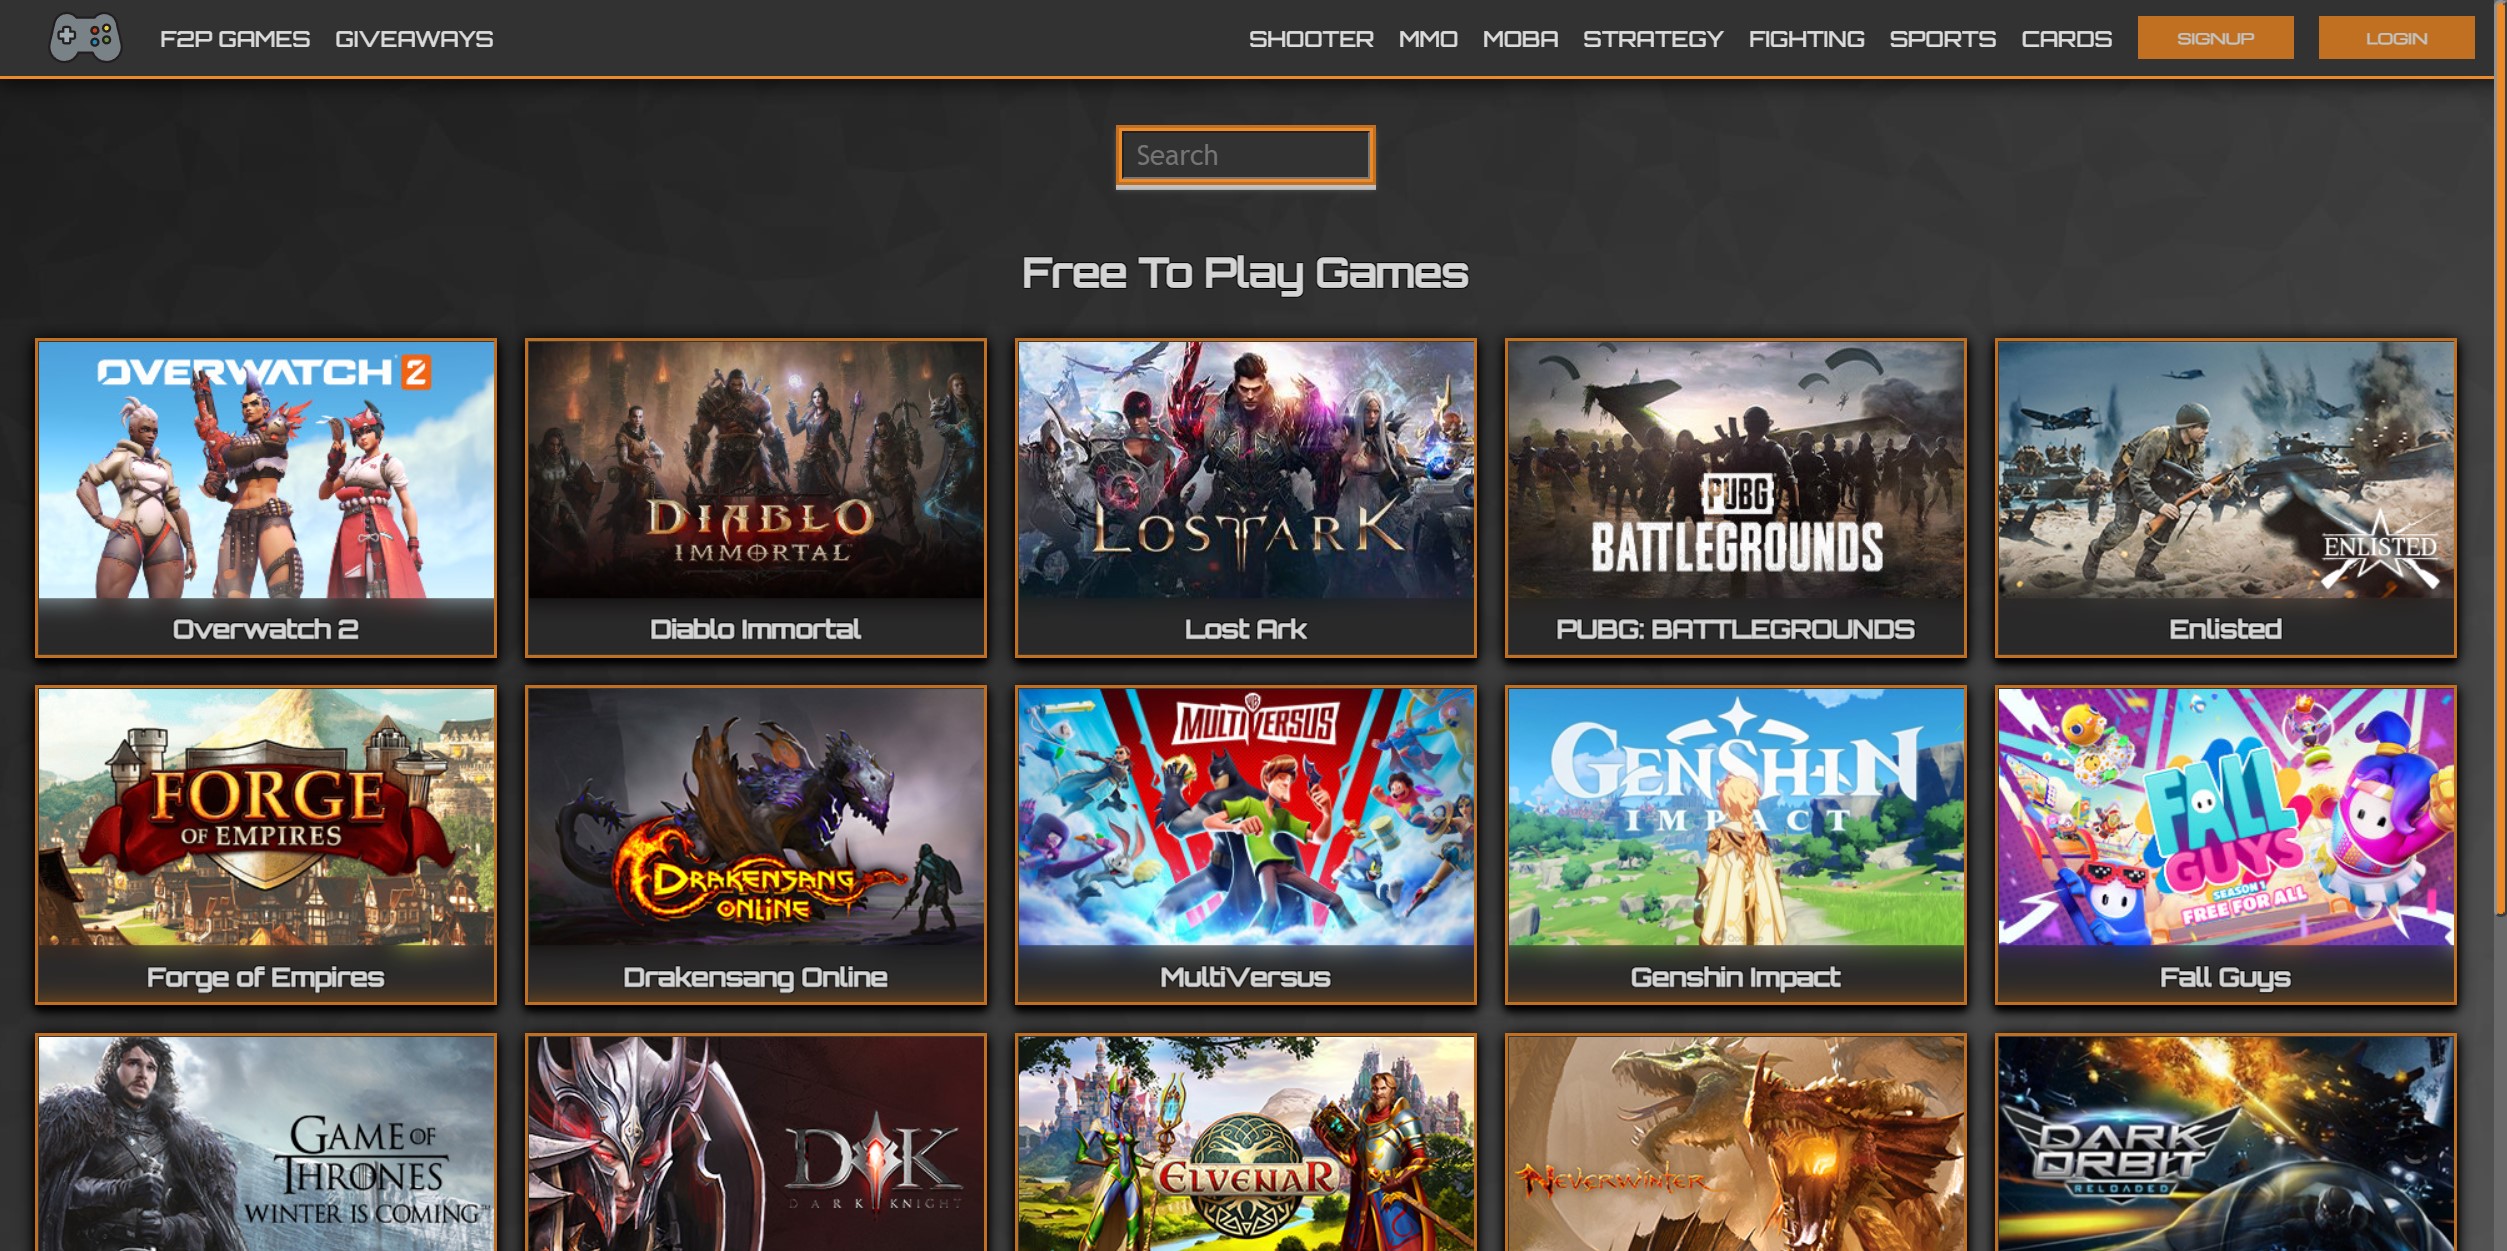 F2P GAMES GIVEAWAYS SHOOTER MMO MOBA STRATEGY FIGHTING SPORTS CARDS SIGNUP LOGIN
Search
Free To Play Games
OVERWATCH 2
DIABLO
IMMORTAL
LOST ARK
PUBG
BATTLEGROUNDS
ENLISTED
Overwatch 2
Diablo Immortal
Lost Ark
PUBG: BATTLEGROUNDS
Enlisted
FORGE
OF EMPIRES
DRAKENSANG
ONLINE
MULTIVERSUS
GENSHIN
IMPACT
FALL
GUYS
SEASON 1
FREE FOR ALL
Forge of Empires
Drakensang Online
MultiVersus
Genshin Impact
Fall Guys
GAME OF
THRONES
WINTER IS COMING™
DK
DARK KNIGHT
ELVENAR
NEVERWINTER
DARK
ORBIT
RELOADED